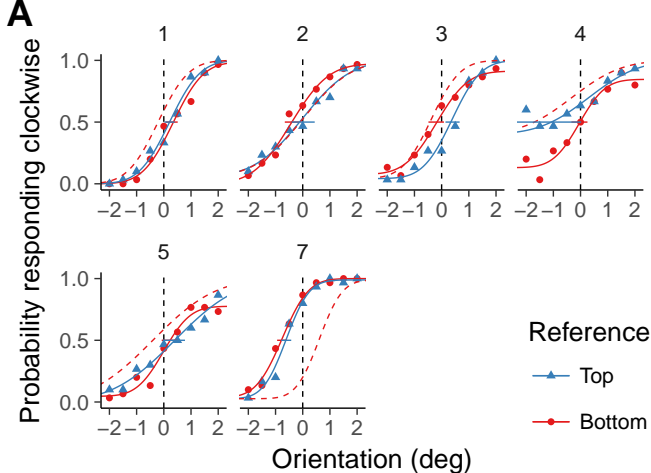 A
1 2 3 4
1.0
0.5
0.0
−2 −1 0 1 2 −2 −1 0 1 2 −2 −1 0 1 2 −2 −1 0 1 2
5 7
1.0
0.5
0.0
−2 −1 0 1 2 −2 −1 0 1 2
Probability responding clockwise
Orientation (deg)
Reference
Top
Bottom